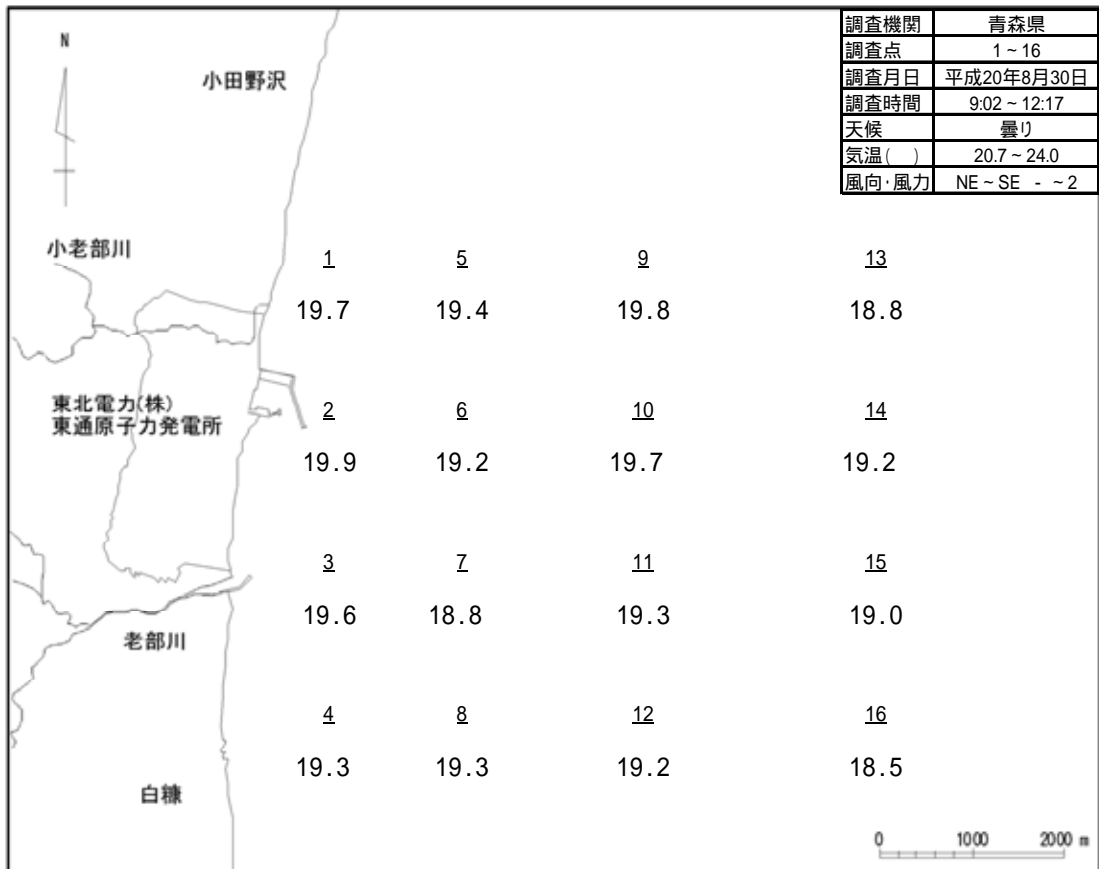 調査機関 青森県
調査点 1～16
調査月日 平成20年8月30日
調査時間 9:02～12:17
天候 曇り
気温( ) 20.7～24.0
風向・風力 NE～SE - ～2
N
小田野沢
小老部川
1 5 9 13
19.7 19.4 19.8 18.8
東北電力(株)
東通原子力発電所
2 6 10 14
19.9 19.2 19.7 19.2
3 7 11 15
19.6 18.8 19.3 19.0
老部川
4 8 12 16
19.3 19.3 19.2 18.5
白糠
0 1000 2000 m